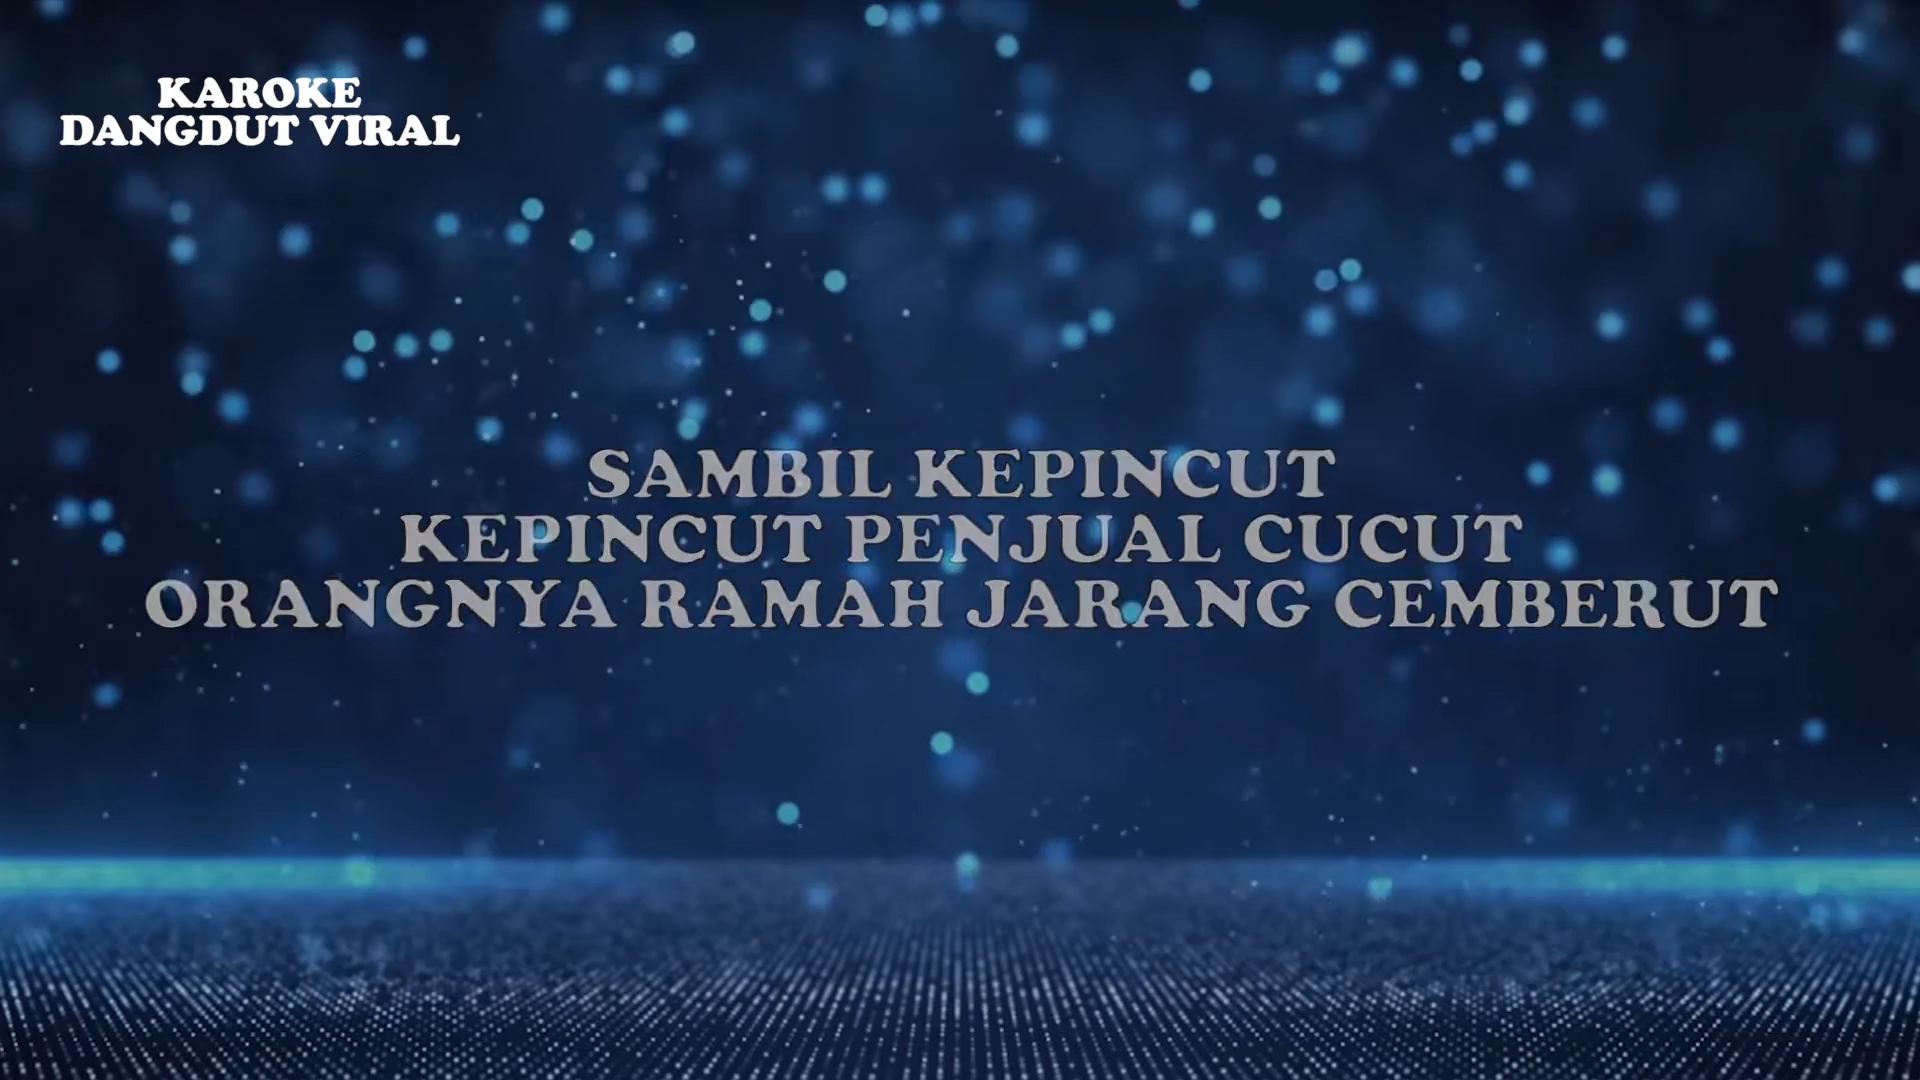 KAROKE
DANGDUT VIRAL
SAMBIL KEPINCUT
KEPINCUT PENJUAL CUCUT
ORANGNYA RAMAH JARANG CEMBERUT